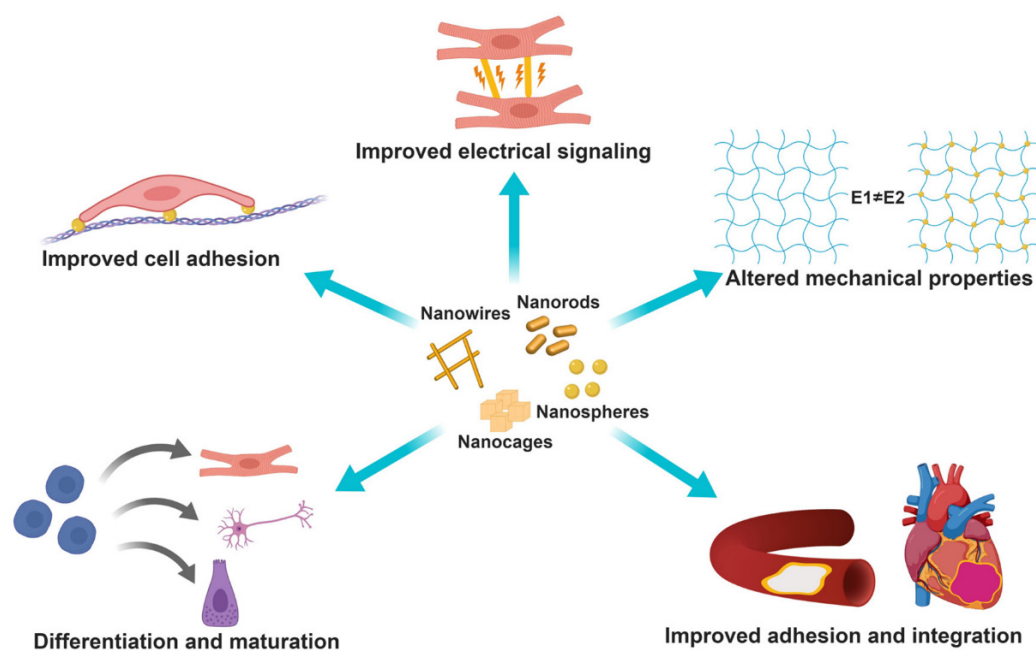 Improved electrical signaling
E1≠E2
Improved cell adhesion
Altered mechanical properties
Nanowires
Nanorods
Nanospheres
Nanocages
Differentiation and maturation
Improved adhesion and integration